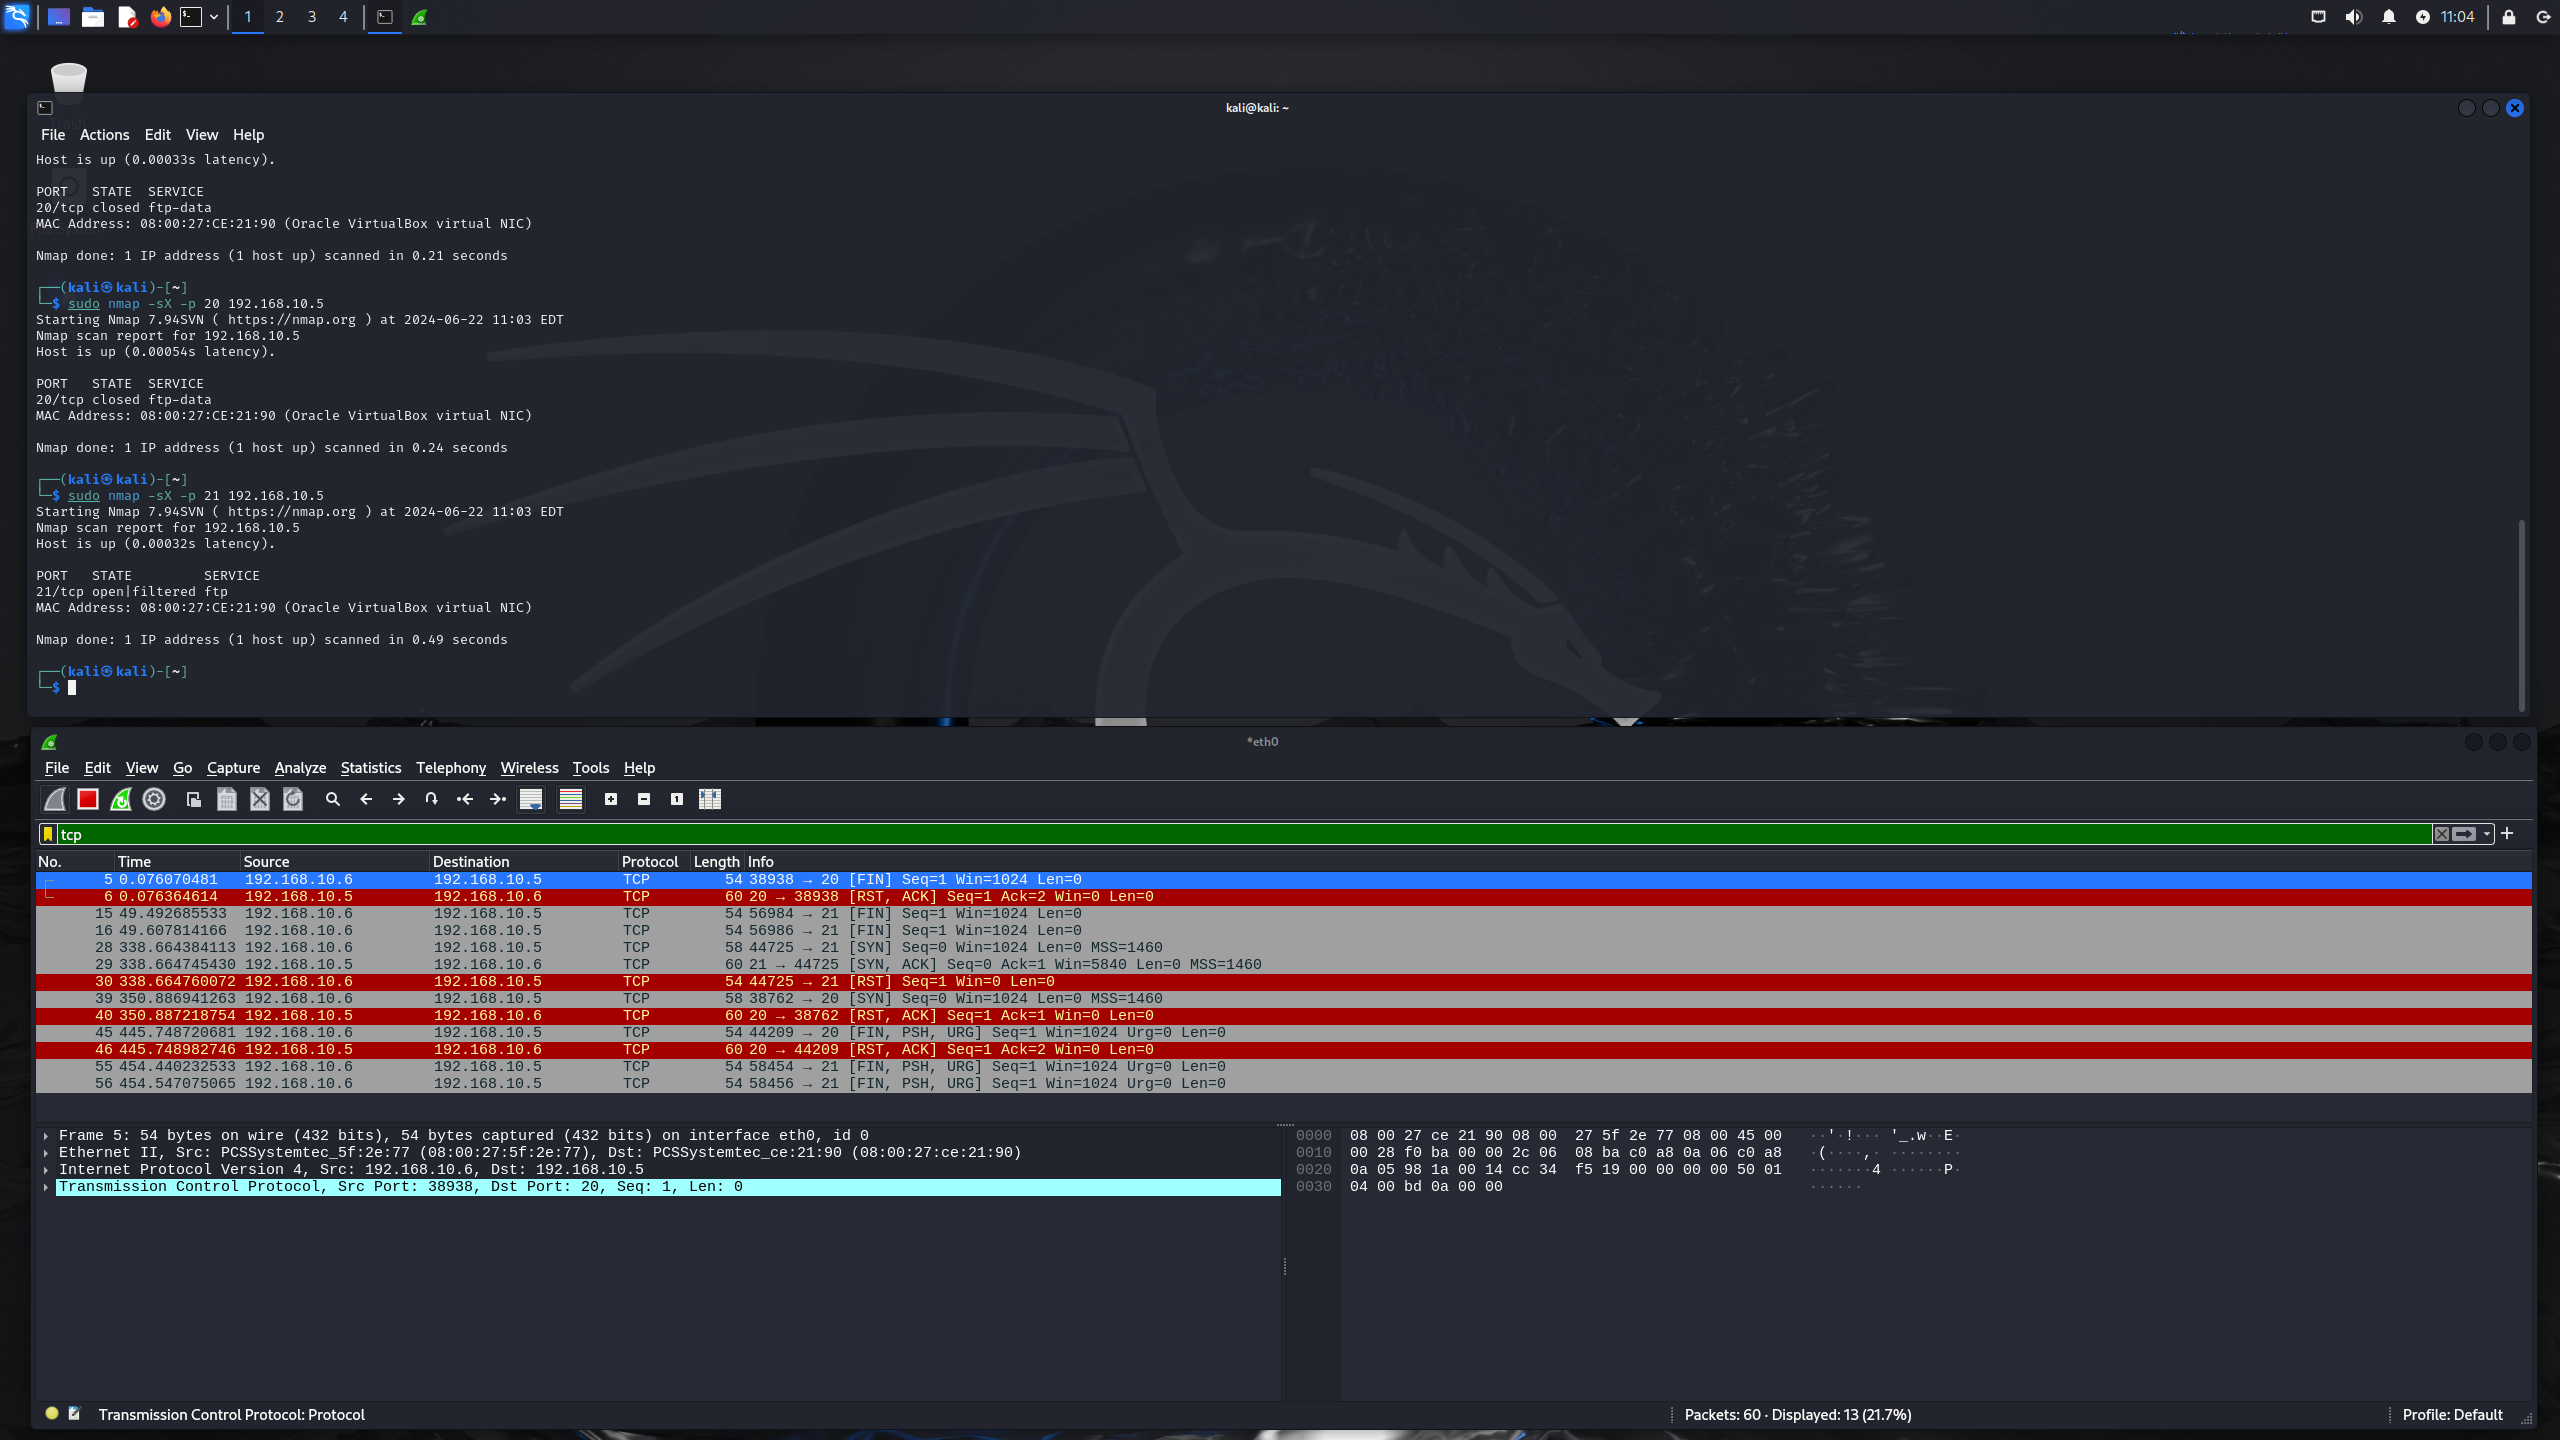 1 2 3 4 11:04
kali@kali: ~
File Actions Edit View Help
Host is up (0.00033s latency).
PORT   STATE  SERVICE
20/tcp closed ftp-data
MAC Address: 08:00:27:CE:21:90 (Oracle VirtualBox virtual NIC)
Nmap done: 1 IP address (1 host up) scanned in 0.21 seconds
┌──(kali㉿kali)-[~]
└─$ sudo nmap -sX -p 20 192.168.10.5
Starting Nmap 7.94SVN ( https://nmap.org ) at 2024-06-22 11:03 EDT
Nmap scan report for 192.168.10.5
Host is up (0.00054s latency).
PORT   STATE  SERVICE
20/tcp closed ftp-data
MAC Address: 08:00:27:CE:21:90 (Oracle VirtualBox virtual NIC)
Nmap done: 1 IP address (1 host up) scanned in 0.24 seconds
┌──(kali㉿kali)-[~]
└─$ sudo nmap -sX -p 21 192.168.10.5
Starting Nmap 7.94SVN ( https://nmap.org ) at 2024-06-22 11:03 EDT
Nmap scan report for 192.168.10.5
Host is up (0.00032s latency).
PORT   STATE         SERVICE
21/tcp open|filtered ftp
MAC Address: 08:00:27:CE:21:90 (Oracle VirtualBox virtual NIC)
Nmap done: 1 IP address (1 host up) scanned in 0.49 seconds
┌──(kali㉿kali)-[~]
└─$
*eth0
File Edit View Go Capture Analyze Statistics Telephony Wireless Tools Help
tcp
No. Time Source Destination Protocol Length Info
5 0.076070481 192.168.10.6 192.168.10.5 TCP 54 38938 → 20 [FIN] Seq=1 Win=1024 Len=0
6 0.076364614 192.168.10.5 192.168.10.6 TCP 60 20 → 38938 [RST, ACK] Seq=1 Ack=2 Win=0 Len=0
15 49.492685533 192.168.10.6 192.168.10.5 TCP 54 56984 → 21 [FIN] Seq=1 Win=1024 Len=0
16 49.607814166 192.168.10.6 192.168.10.5 TCP 54 56986 → 21 [FIN] Seq=1 Win=1024 Len=0
28 338.664384113 192.168.10.6 192.168.10.5 TCP 58 44725 → 21 [SYN] Seq=0 Win=1024 Len=0 MSS=1460
29 338.664745430 192.168.10.5 192.168.10.6 TCP 60 21 → 44725 [SYN, ACK] Seq=0 Ack=1 Win=5840 Len=0 MSS=1460
30 338.664760072 192.168.10.6 192.168.10.5 TCP 54 44725 → 21 [RST] Seq=1 Win=0 Len=0
39 350.886941263 192.168.10.6 192.168.10.5 TCP 58 38762 → 20 [SYN] Seq=0 Win=1024 Len=0 MSS=1460
40 350.887218754 192.168.10.5 192.168.10.6 TCP 60 20 → 38762 [RST, ACK] Seq=1 Ack=1 Win=0 Len=0
45 445.748720681 192.168.10.6 192.168.10.5 TCP 54 44209 → 20 [FIN, PSH, URG] Seq=1 Win=1024 Urg=0 Len=0
46 445.748982746 192.168.10.5 192.168.10.6 TCP 60 20 → 44209 [RST, ACK] Seq=1 Ack=2 Win=0 Len=0
55 454.440232533 192.168.10.6 192.168.10.5 TCP 54 58454 → 21 [FIN, PSH, URG] Seq=1 Win=1024 Urg=0 Len=0
56 454.547075065 192.168.10.6 192.168.10.5 TCP 54 58456 → 21 [FIN, PSH, URG] Seq=1 Win=1024 Urg=0 Len=0
Frame 5: 54 bytes on wire (432 bits), 54 bytes captured (432 bits) on interface eth0, id 0
Ethernet II, Src: PCSSystemtec_5f:2e:77 (08:00:27:5f:2e:77), Dst: PCSSystemtec_ce:21:90 (08:00:27:ce:21:90)
Internet Protocol Version 4, Src: 192.168.10.6, Dst: 192.168.10.5
Transmission Control Protocol, Src Port: 38938, Dst Port: 20, Seq: 1, Len: 0
0000 08 00 27 ce 21 90 08 00 27 5f 2e 77 08 00 45 00 ··'·!··· '_.w··E·
0010 00 28 f0 ba 00 00 2c 06 08 ba c0 a8 0a 06 c0 a8 ·(····,· ········
0020 0a 05 98 1a 00 14 cc 34 f5 19 00 00 00 00 50 01 ·······4 ······P·
0030 04 00 bd 0a 00 00 ······
Transmission Control Protocol: Protocol
Packets: 60 · Displayed: 13 (21.7%)
Profile: Default